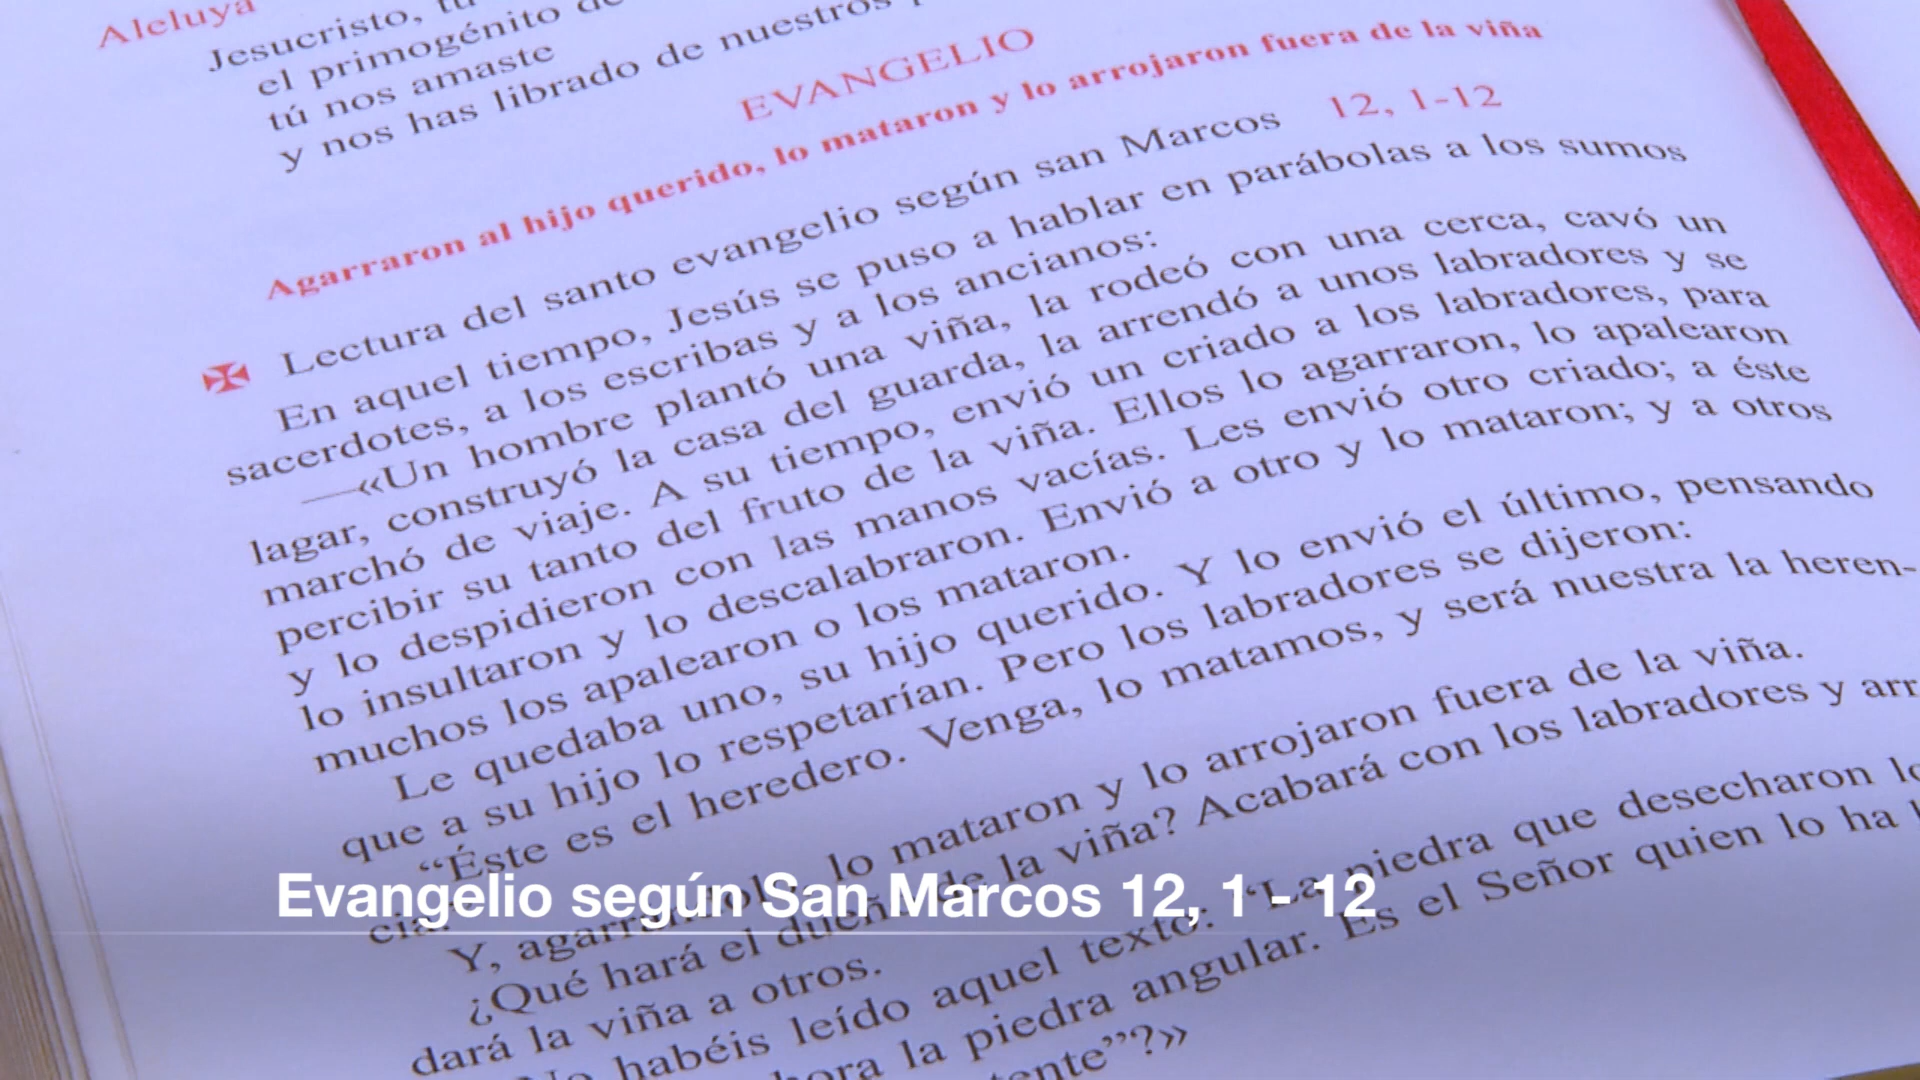 Aleluya
Jesucristo,
el primogénito de
tú nos amaste
y nos has librado de nuestros
EVANGELIO
Agarraron al hijo querido, lo mataron y lo arrojaron fuera de la viña
✠ Lectura del santo evangelio según san Marcos 12, 1-12
En aquel tiempo, Jesús se puso a hablar en parábolas a los sumos
sacerdotes, a los escribas y a los ancianos:
—«Un hombre plantó una viña, la rodeó con una cerca, cavó un
lagar, construyó la casa del guarda, la arrendó a unos labradores y se
marchó de viaje. A su tiempo, envió un criado a los labradores, para
percibir su tanto del fruto de la viña. Ellos lo agarraron, lo apalearon
y lo despidieron con las manos vacías. Les envió otro criado; a éste
lo insultaron y lo descalabraron. Envió a otro y lo mataron; y a otros
muchos los apalearon o los mataron.
Le quedaba uno, su hijo querido. Y lo envió el último, pensando
que a su hijo lo respetarían. Pero los labradores se dijeron:
“Éste es el heredero. Venga, lo matamos, y será nuestra la heren-
Y, lo mataron y lo arrojaron fuera de la viña.
¿Qué hará el dueño de la viña? Acabará con los labradores y arr
dará la viña a otros.
habéis leído aquel texto: “La piedra que desecharon
la piedra angular. Es el Señor quien lo ha
Evangelio según San Marcos 12, 1 - 12